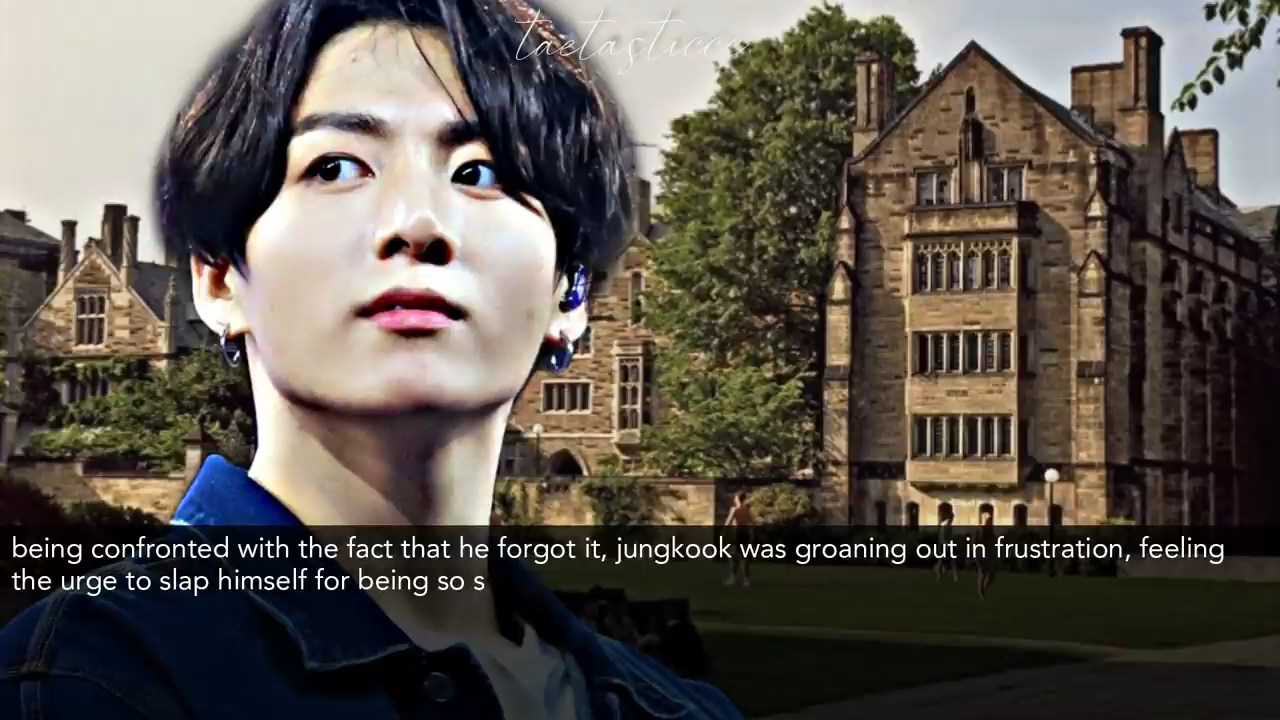 being confronted with the fact that he forgot it, jungkook was groaning out in frustration, feeling
the urge to slap himself for being so s